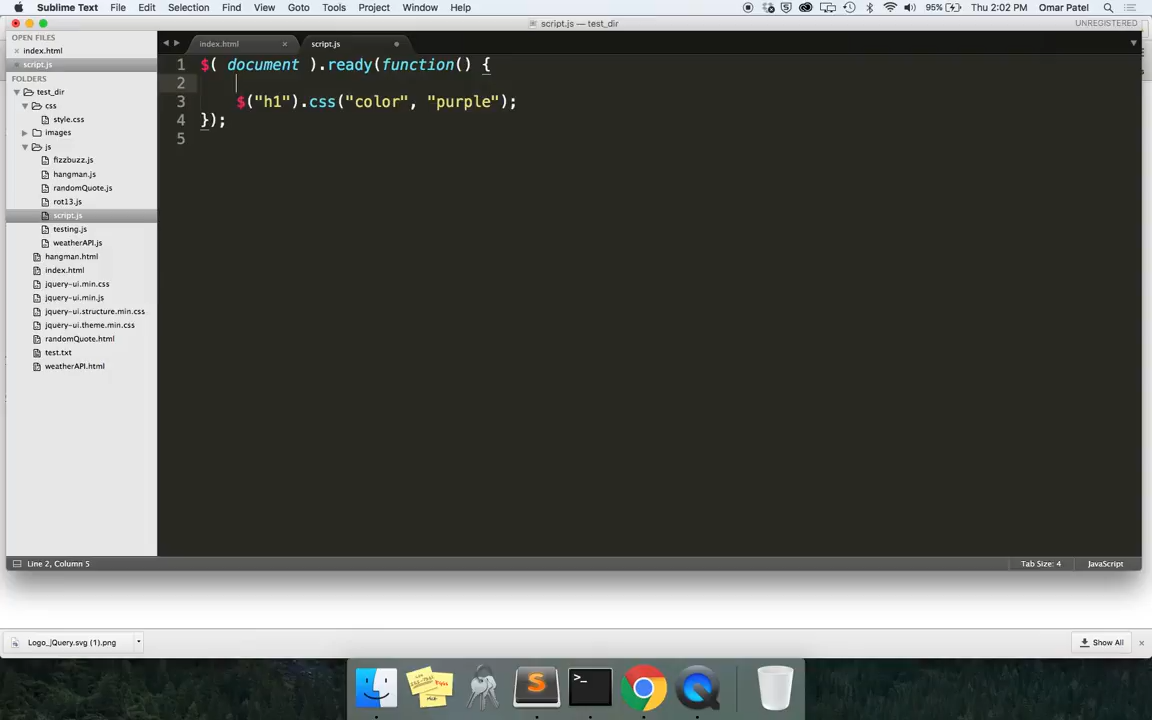 Sublime Text File Edit Selection Find View Goto Tools Project Window Help 95% Thu 2:02 PM Omar Patel
script.js — test_dir UNREGISTERED
OPEN FILES
index.html
script.js
FOLDERS
test_dir
css
style.css
images
js
fizzbuzz.js
hangman.js
randomQuote.js
rot13.js
script.js
testing.js
weatherAPI.js
hangman.html
index.html
jquery-ui.min.css
jquery-ui.min.js
jquery-ui.structure.min.css
jquery-ui.theme.min.css
randomQuote.html
test.txt
weatherAPI.html
index.html script.js
1 $( document ).ready(function() {
2
3 $("h1").css("color", "purple");
4 });
5
Line 2, Column 5 Tab Size: 4 JavaScript
Logo_jQuery.svg (1).png Show All